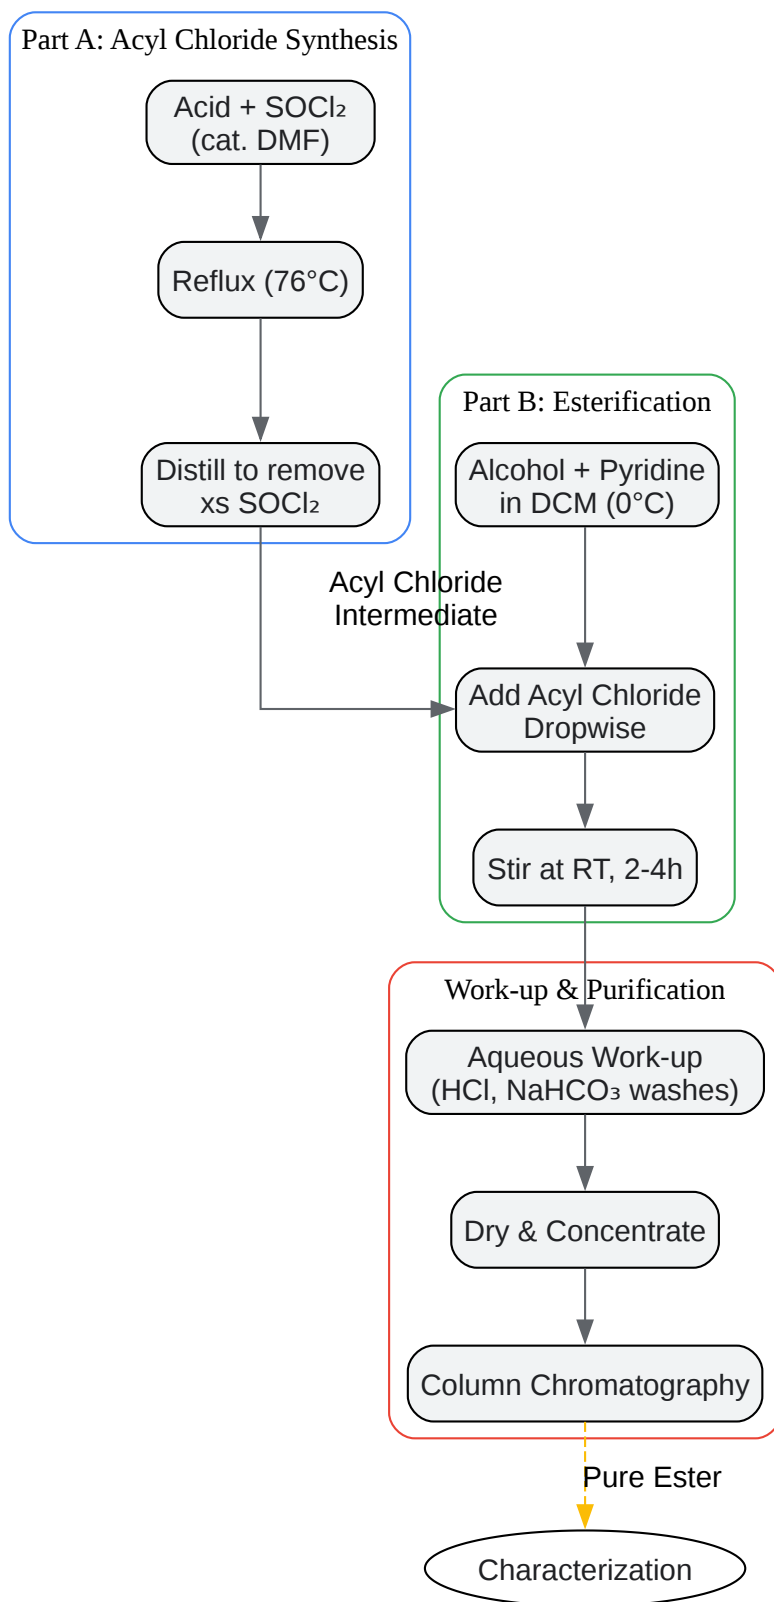 Part A: Acyl Chloride Synthesis
Acid + SOCl₂
(cat. DMF)
Reflux (76°C)
Distill to remove
xs SOCl₂
Acyl Chloride
Intermediate
Part B: Esterification
Alcohol + Pyridine
in DCM (0°C)
Add Acyl Chloride
Dropwise
Stir at RT, 2-4h
Work-up & Purification
Aqueous Work-up
(HCl, NaHCO₃ washes)
Dry & Concentrate
Column Chromatography
Pure Ester
Characterization